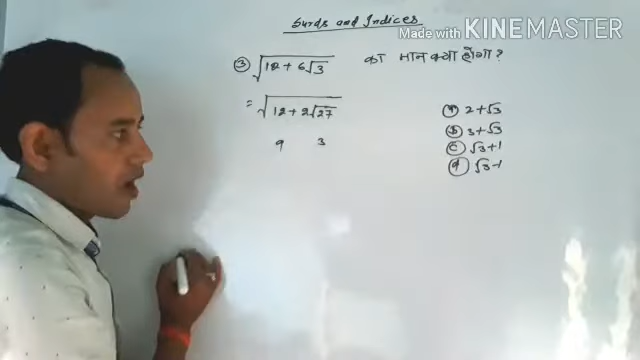 Surds and Indices
Made with KINEMASTER
③ √12 + 6√3 का मान क्या होगा ?
= √12 + 2√27
9 3
ⓐ 2 + √3
ⓑ 3 + √3
ⓒ √3 + 1
ⓓ √3 - 1